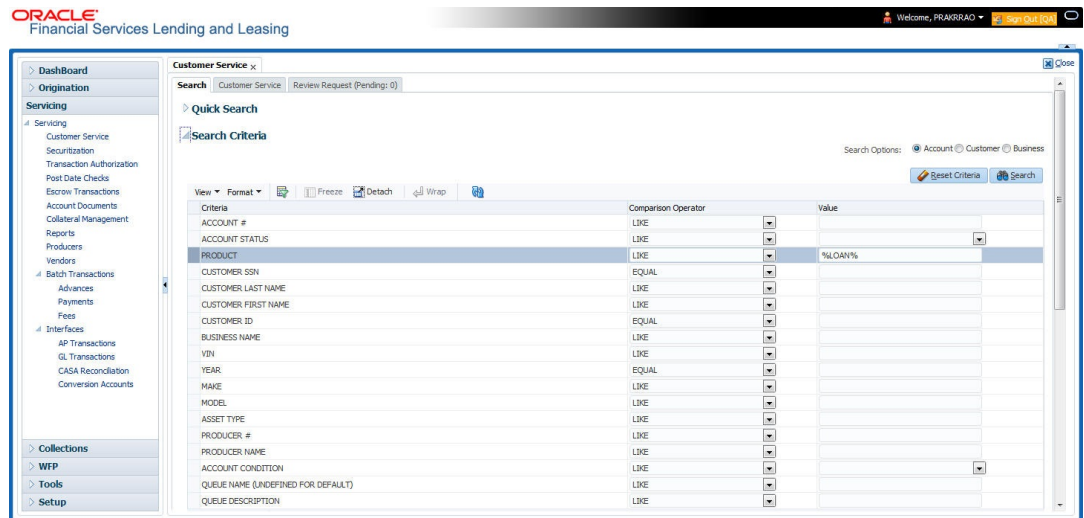 ORACLE
Financial Services Lending and Leasing
Welcome, PRAKRRAO
Sign Out [QA]
Close
DashBoard
Origination
Servicing
Servicing
Customer Service
Securitization
Transaction Authorization
Post Date Checks
Escrow Transactions
Account Documents
Collateral Management
Reports
Producers
Vendors
Batch Transactions
Advances
Payments
Fees
Interfaces
AP Transactions
GL Transactions
CASA Reconciliation
Conversion Accounts
Collections
WFP
Tools
Setup
Customer Service x
Search Customer Service Review Request (Pending: 0)
Quick Search
Search Criteria
Search Options: Account Customer Business
Reset Criteria Search
View Format Freeze Detach Wrap
Criteria Comparison Operator Value
ACCOUNT # LIKE
ACCOUNT STATUS LIKE
PRODUCT LIKE %LOAN%
CUSTOMER SSN EQUAL
CUSTOMER LAST NAME LIKE
CUSTOMER FIRST NAME LIKE
CUSTOMER ID EQUAL
BUSINESS NAME LIKE
VIN LIKE
YEAR EQUAL
MAKE LIKE
MODEL LIKE
ASSET TYPE LIKE
PRODUCER # LIKE
PRODUCER NAME LIKE
ACCOUNT CONDITION LIKE
QUEUE NAME (UNDEFINED FOR DEFAULT) LIKE
QUEUE DESCRIPTION LIKE